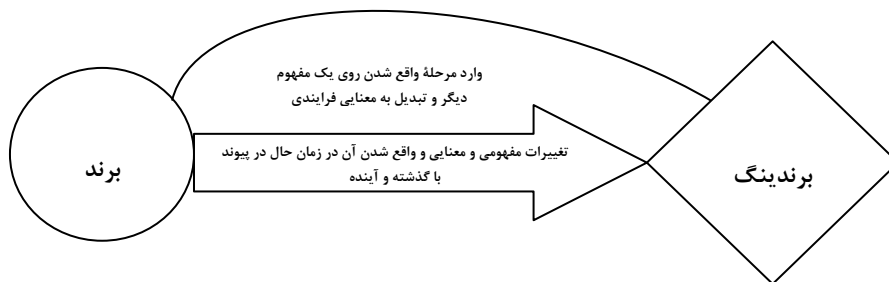 وارد مرحلهٔ واقع شدن روی یک مفهوم
دیگر و تبدیل به معنایی فرایندی
تغییرات مفهومی و معنایی و واقع شدن آن در زمان حال در پیوند
با گذشته و آینده
برند
برندینگ